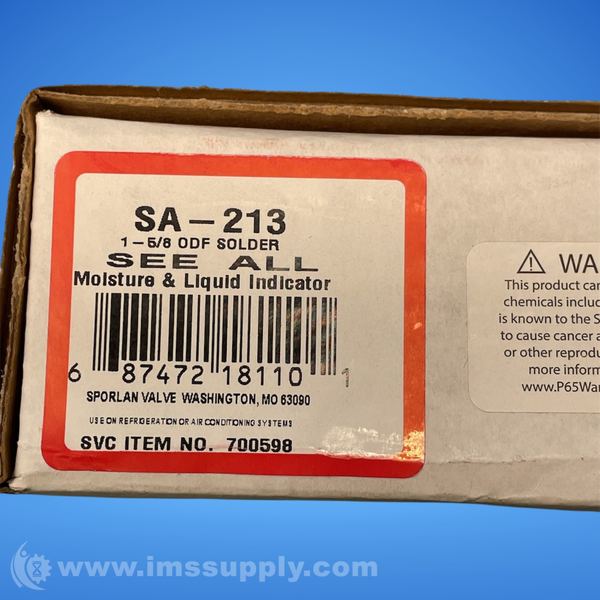 SA-213
1-5/8 ODF SOLDER
SEE ALL
Moisture & Liquid Indicator
6 87472 18110 1
SPORLAN VALVE WASHINGTON, MO 63090
USE ON REFRIGERATION OR AIR CONDITIONING SYSTEMS
SVC ITEM NO. 700598
⚠ WA
This product can
chemicals includ
is known to the S
to cause cancer a
or other reprodu
more inform
www.P65War
© www.imssupply.com